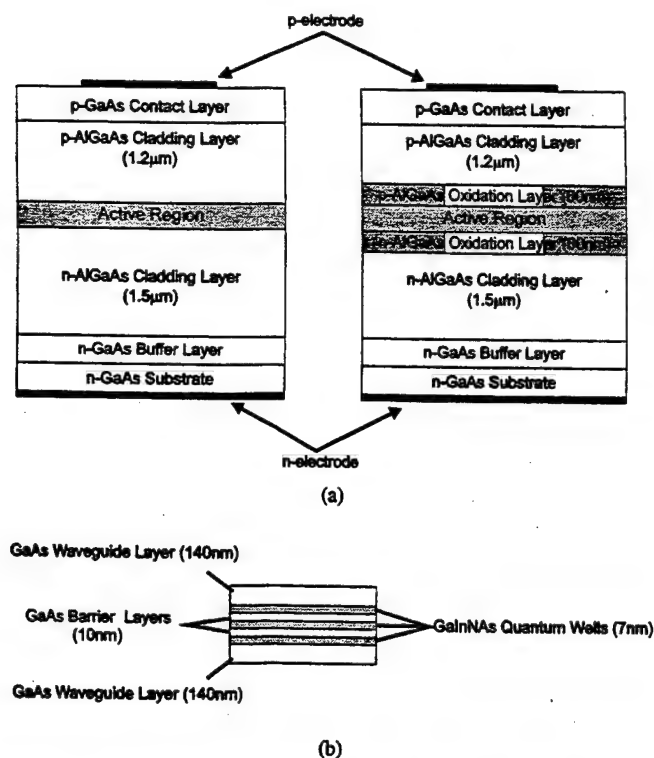 p-electrode
p-GaAs Contact Layer
p-AlGaAs Cladding Layer
(1.2μm)
Active Region
n-AlGaAs Cladding Layer
(1.5μm)
n-GaAs Buffer Layer
n-GaAs Substrate
p-GaAs Contact Layer
p-AlGaAs Cladding Layer
(1.2μm)
p-AlGaAs Oxidation Layer
Active Region
Oxidation Layer
n-AlGaAs Cladding Layer
(1.5μm)
n-GaAs Buffer Layer
n-GaAs Substrate
n-electrode
(a)
GaAs Waveguide Layer (140nm)
GaAs Barrier Layers
(10nm)
GaInNAs Quantum Wells (7nm)
GaAs Waveguide Layer (140nm)
(b)